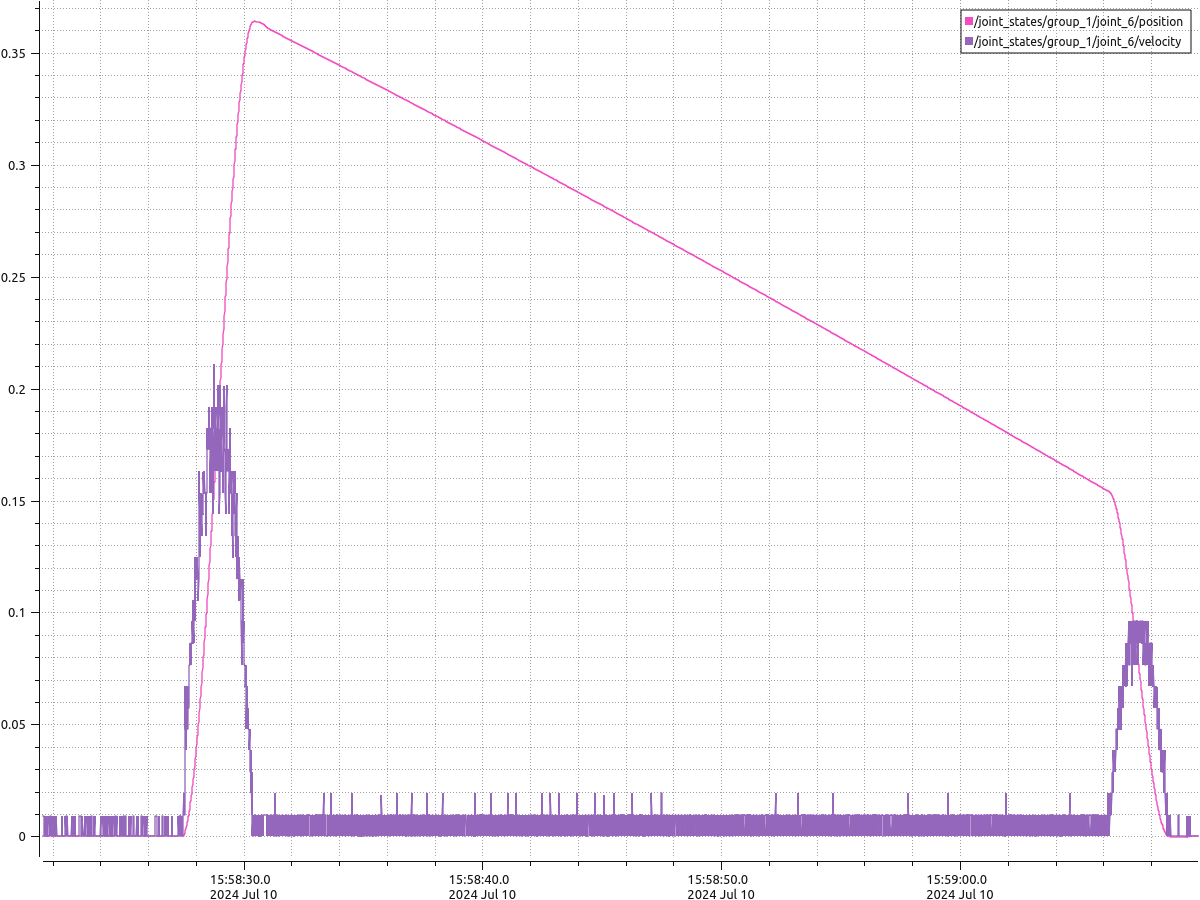 /joint_states/group_1/joint_6/position
/joint_states/group_1/joint_6/velocity
0.35
0.3
0.25
0.2
0.15
0.1
0.05
0
15:58:30.0
2024 Jul 10
15:58:40.0
2024 Jul 10
15:58:50.0
2024 Jul 10
15:59:00.0
2024 Jul 10